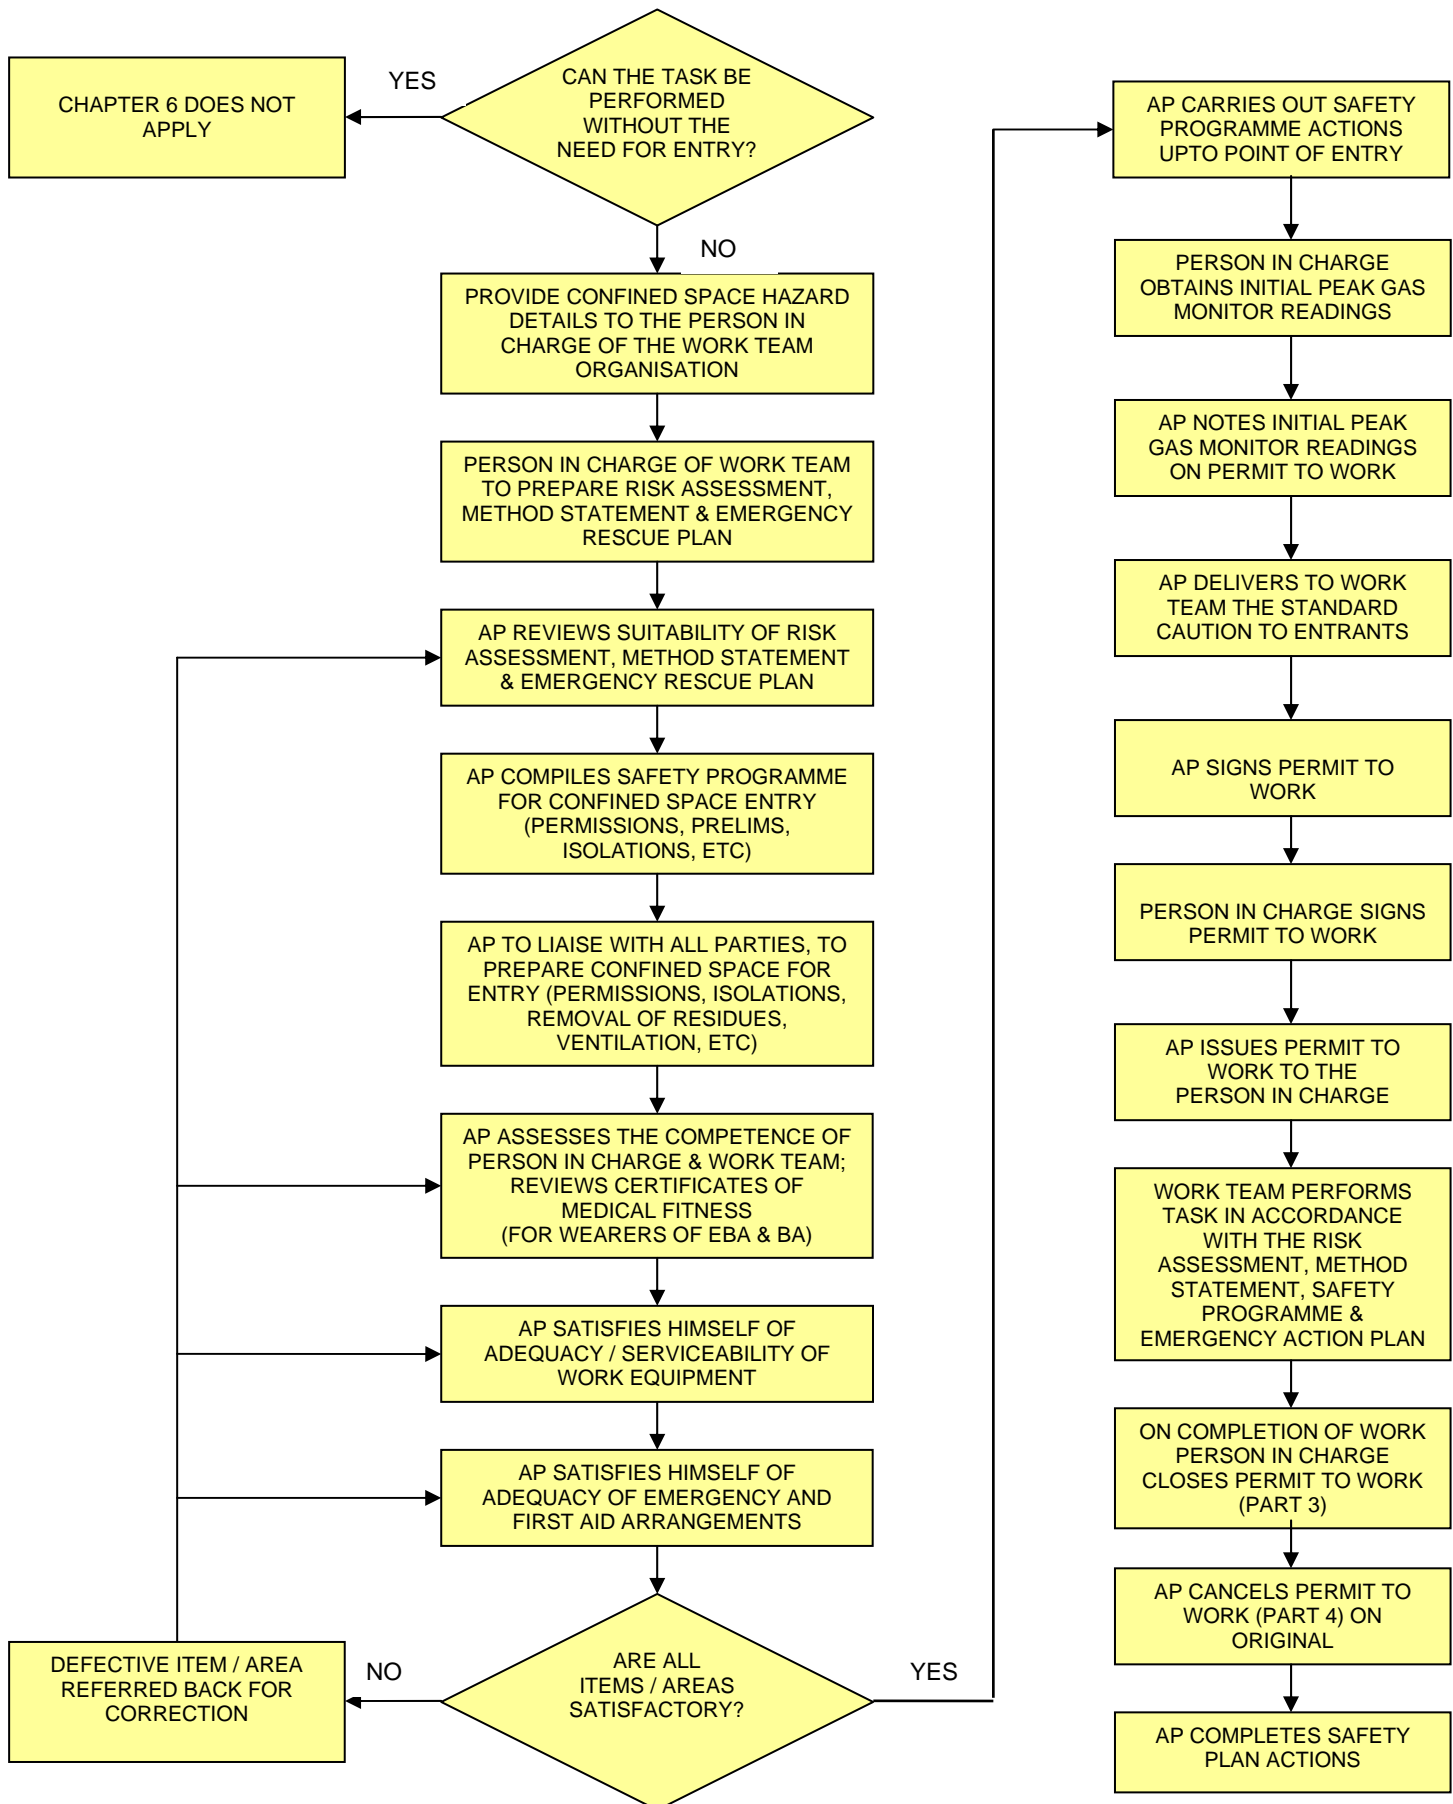 CAN THE TASK BE
PERFORMED
WITHOUT THE
NEED FOR ENTRY?
YES
CHAPTER 6 DOES NOT
APPLY
NO
PROVIDE CONFINED SPACE HAZARD
DETAILS TO THE PERSON IN
CHARGE OF THE WORK TEAM
ORGANISATION
PERSON IN CHARGE OF WORK TEAM
TO PREPARE RISK ASSESSMENT,
METHOD STATEMENT & EMERGENCY
RESCUE PLAN
AP REVIEWS SUITABILITY OF RISK
ASSESSMENT, METHOD STATEMENT
& EMERGENCY RESCUE PLAN
AP COMPILES SAFETY PROGRAMME
FOR CONFINED SPACE ENTRY
(PERMISSIONS, PRELIMS,
ISOLATIONS, ETC)
AP TO LIAISE WITH ALL PARTIES, TO
PREPARE CONFINED SPACE FOR
ENTRY (PERMISSIONS, ISOLATIONS,
REMOVAL OF RESIDUES,
VENTILATION, ETC)
AP ASSESSES THE COMPETENCE OF
PERSON IN CHARGE & WORK TEAM;
REVIEWS CERTIFICATES OF
MEDICAL FITNESS
(FOR WEARERS OF EBA & BA)
AP SATISFIES HIMSELF OF
ADEQUACY / SERVICEABILITY OF
WORK EQUIPMENT
AP SATISFIES HIMSELF OF
ADEQUACY OF EMERGENCY AND
FIRST AID ARRANGEMENTS
ARE ALL
ITEMS / AREAS
SATISFACTORY?
NO
DEFECTIVE ITEM / AREA
REFERRED BACK FOR
CORRECTION
YES
AP CARRIES OUT SAFETY
PROGRAMME ACTIONS
UPTO POINT OF ENTRY
PERSON IN CHARGE
OBTAINS INITIAL PEAK GAS
MONITOR READINGS
AP NOTES INITIAL PEAK
GAS MONITOR READINGS
ON PERMIT TO WORK
AP DELIVERS TO WORK
TEAM THE STANDARD
CAUTION TO ENTRANTS
AP SIGNS PERMIT TO
WORK
PERSON IN CHARGE SIGNS
PERMIT TO WORK
AP ISSUES PERMIT TO
WORK TO THE
PERSON IN CHARGE
WORK TEAM PERFORMS
TASK IN ACCORDANCE
WITH THE RISK
ASSESSMENT, METHOD
STATEMENT, SAFETY
PROGRAMME &
EMERGENCY ACTION PLAN
ON COMPLETION OF WORK
PERSON IN CHARGE
CLOSES PERMIT TO WORK
(PART 3)
AP CANCELS PERMIT TO
WORK (PART 4) ON
ORIGINAL
AP COMPLETES SAFETY
PLAN ACTIONS